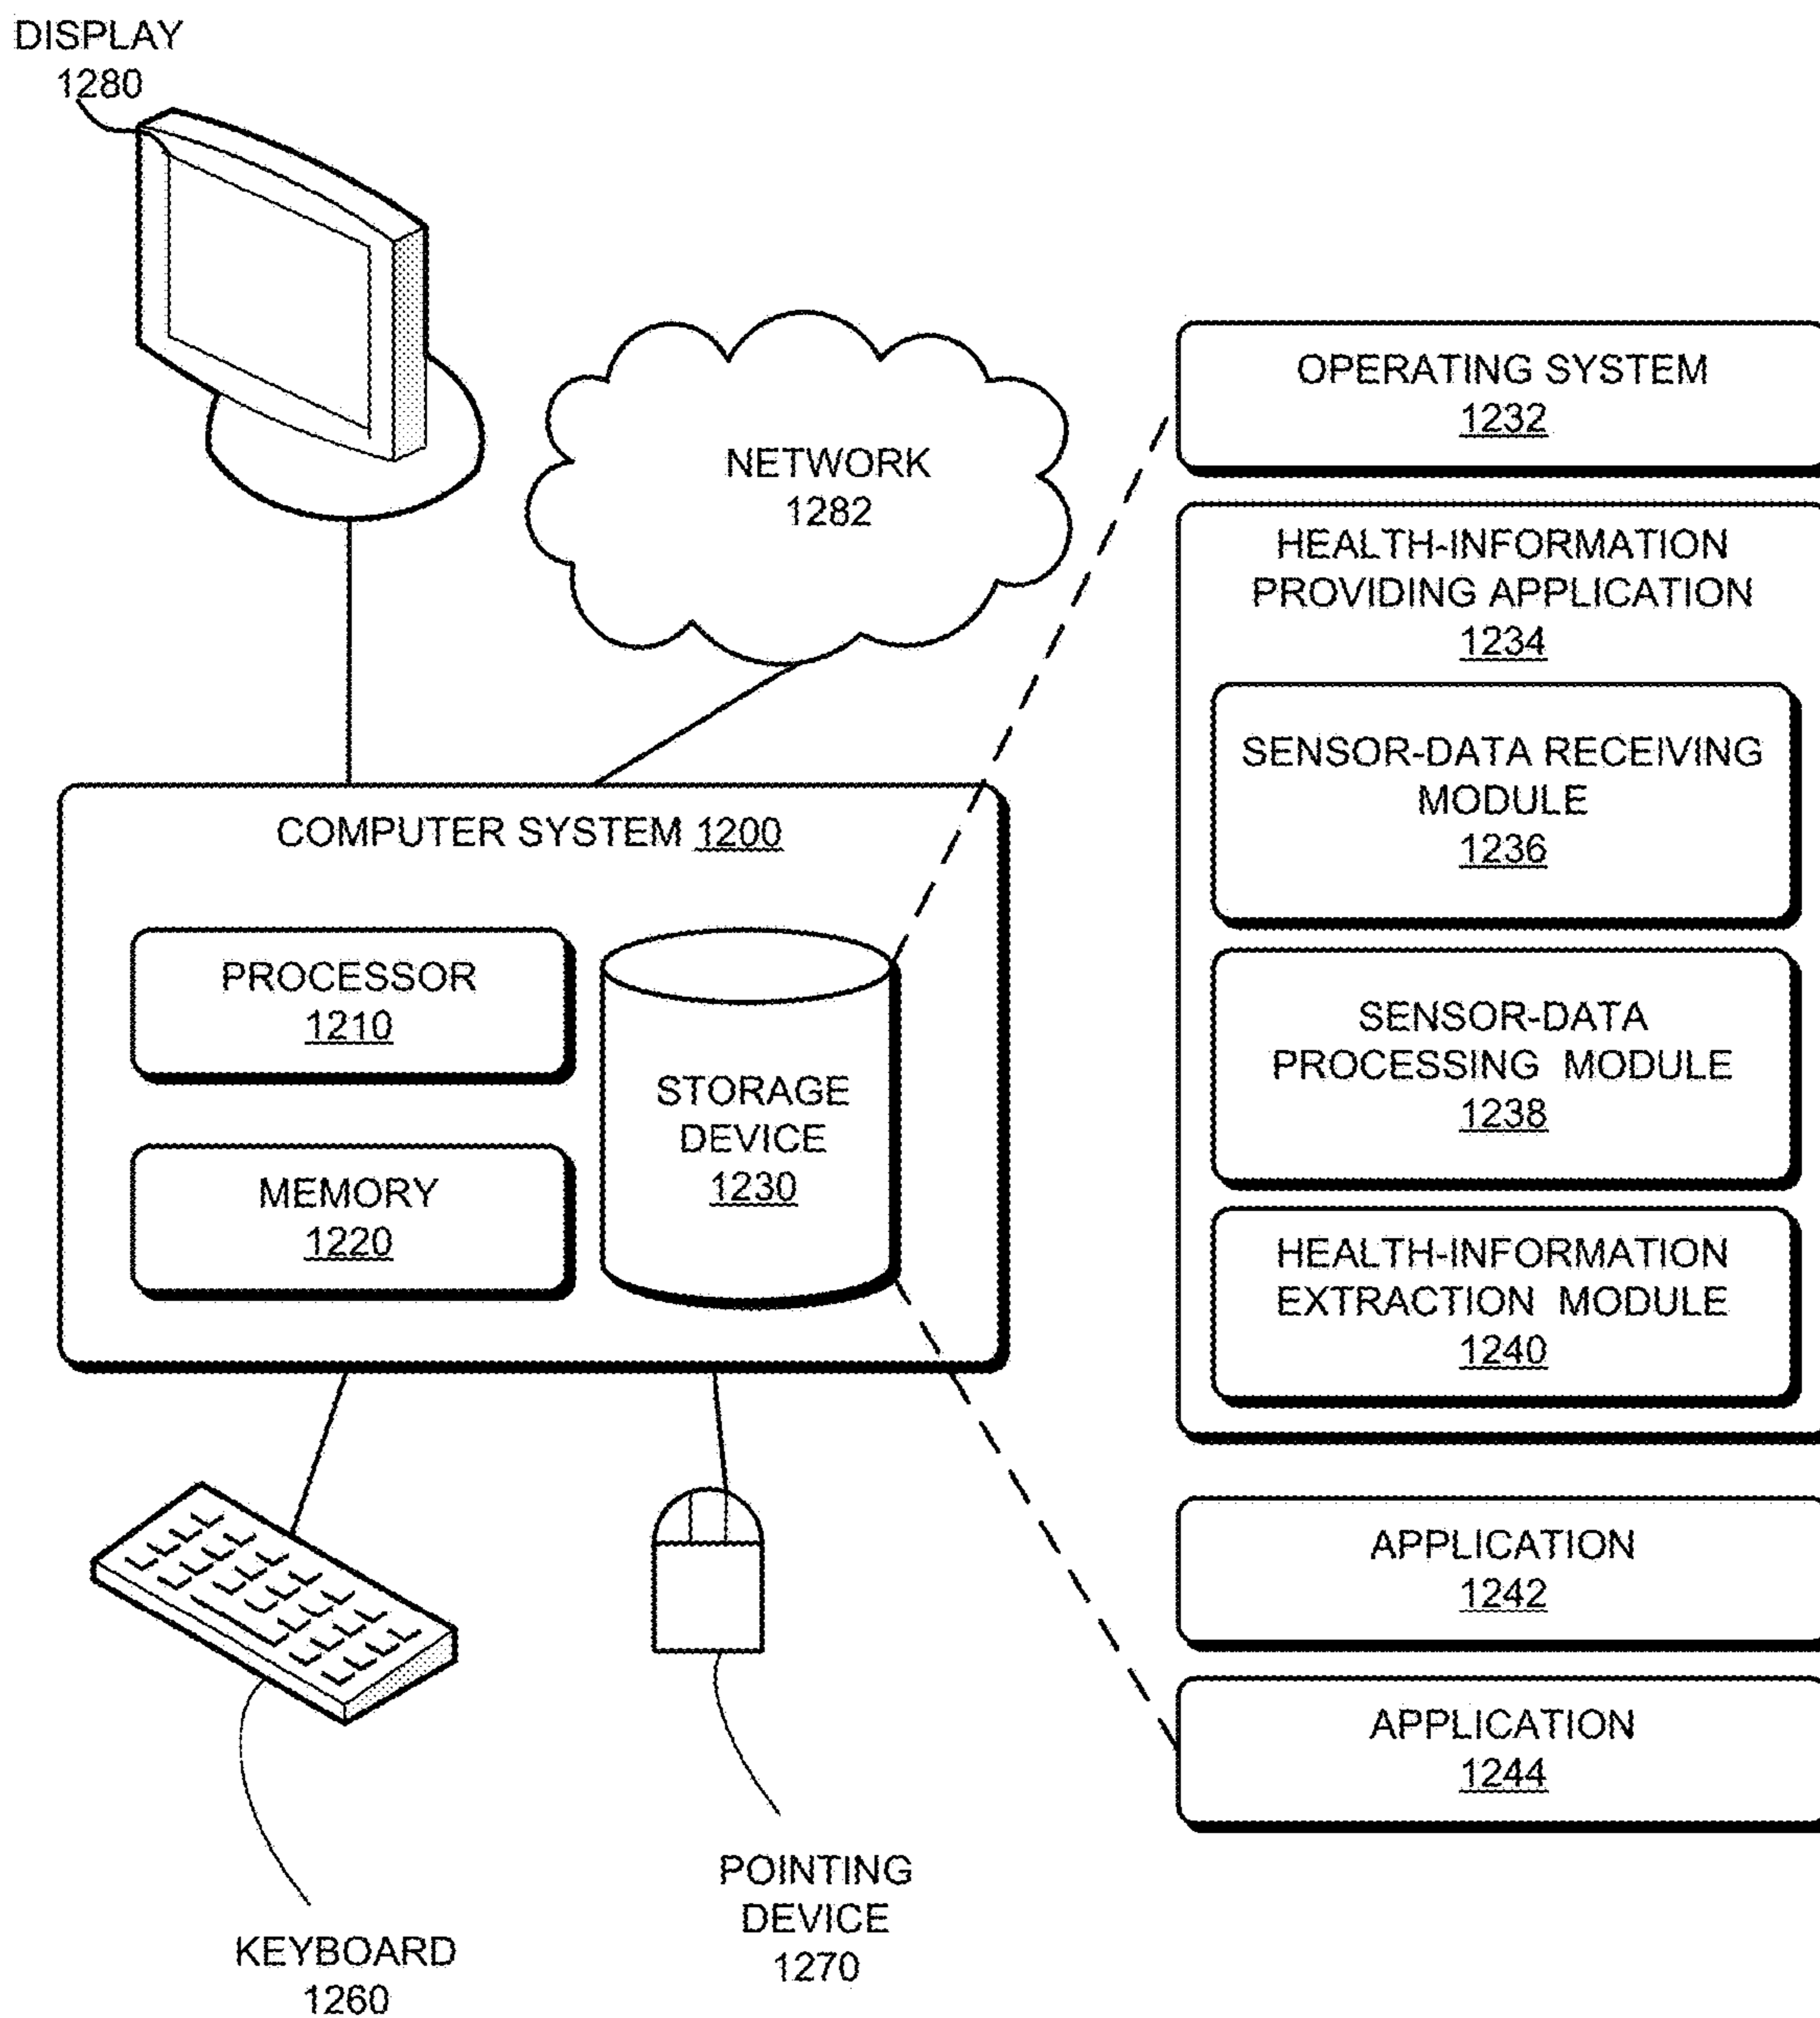 DISPLAY
1280
NETWORK
1282
COMPUTER SYSTEM 1200
PROCESSOR
1210
MEMORY
1220
STORAGE
DEVICE
1230
KEYBOARD
1260
POINTING
DEVICE
1270
OPERATING SYSTEM
1232
HEALTH-INFORMATION
PROVIDING APPLICATION
1234
SENSOR-DATA RECEIVING
MODULE
1236
SENSOR-DATA
PROCESSING MODULE
1238
HEALTH-INFORMATION
EXTRACTION MODULE
1240
APPLICATION
1242
APPLICATION
1244